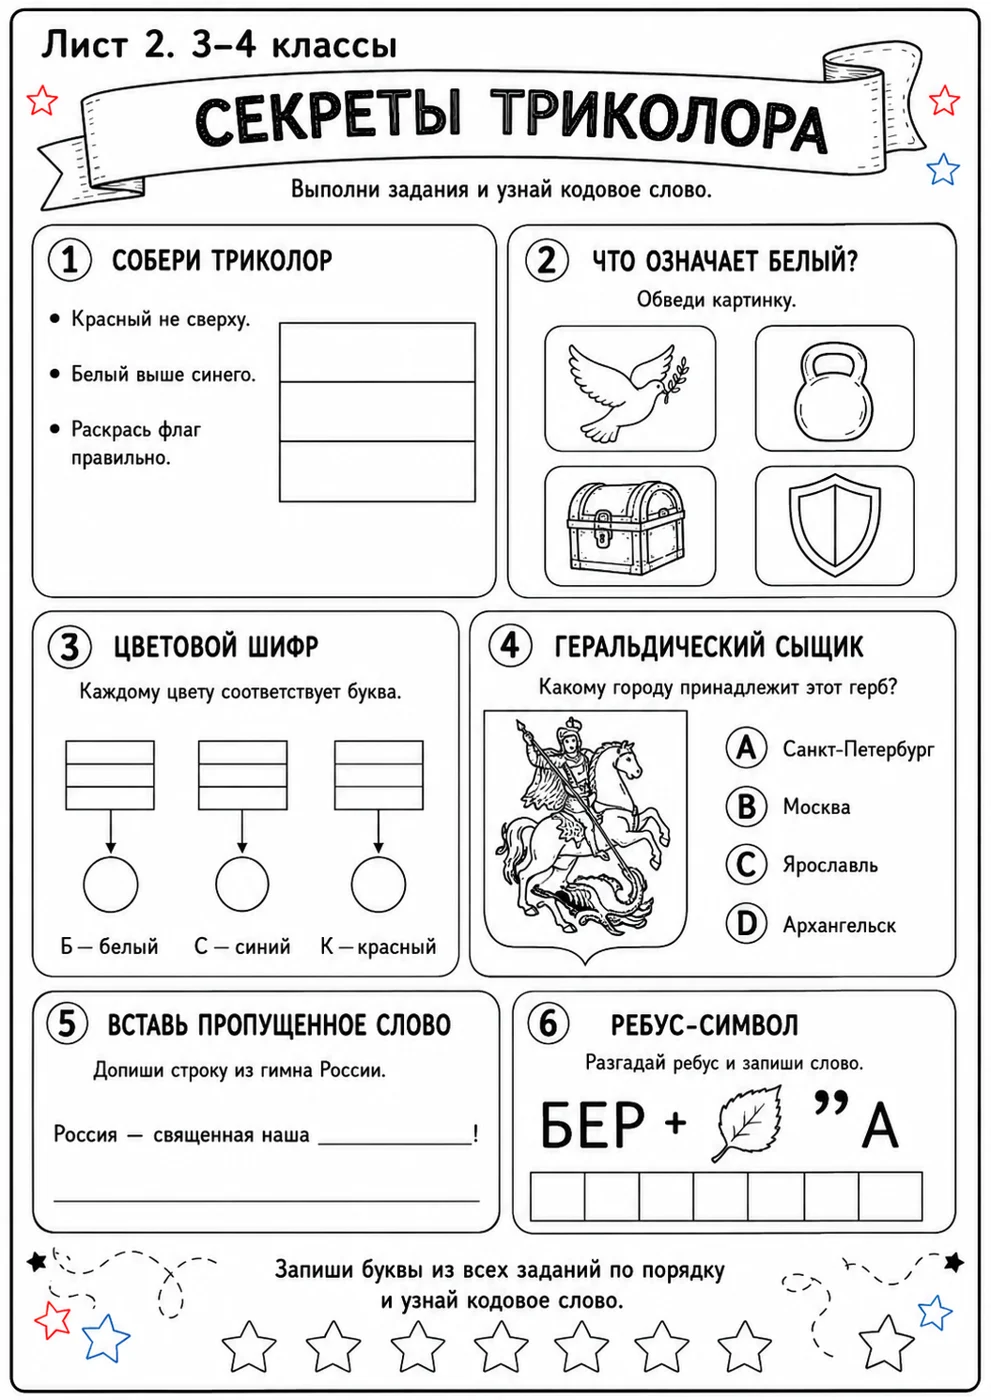 Лист 2. 3–4 классы
СЕКРЕТЫ ТРИКОЛОРА
Выполни задания и узнай кодовое слово.
1 СОБЕРИ ТРИКОЛОР
• Красный не сверху.
• Белый выше синего.
• Раскрась флаг
правильно.
2 ЧТО ОЗНАЧАЕТ БЕЛЫЙ?
Обведи картинку.
3 ЦВЕТОВОЙ ШИФР
Каждому цвету соответствует буква.
Б — белый С — синий К — красный
4 ГЕРАЛЬДИЧЕСКИЙ СЫЩИК
Какому городу принадлежит этот герб?
A Санкт-Петербург
B Москва
C Ярославль
D Архангельск
5 ВСТАВЬ ПРОПУЩЕННОЕ СЛОВО
Допиши строку из гимна России.
Россия — священная наша ____________!
6 РЕБУС-СИМВОЛ
Разгадай ребус и запиши слово.
БЕР + ” А
Запиши буквы из всех заданий по порядку
и узнай кодовое слово.